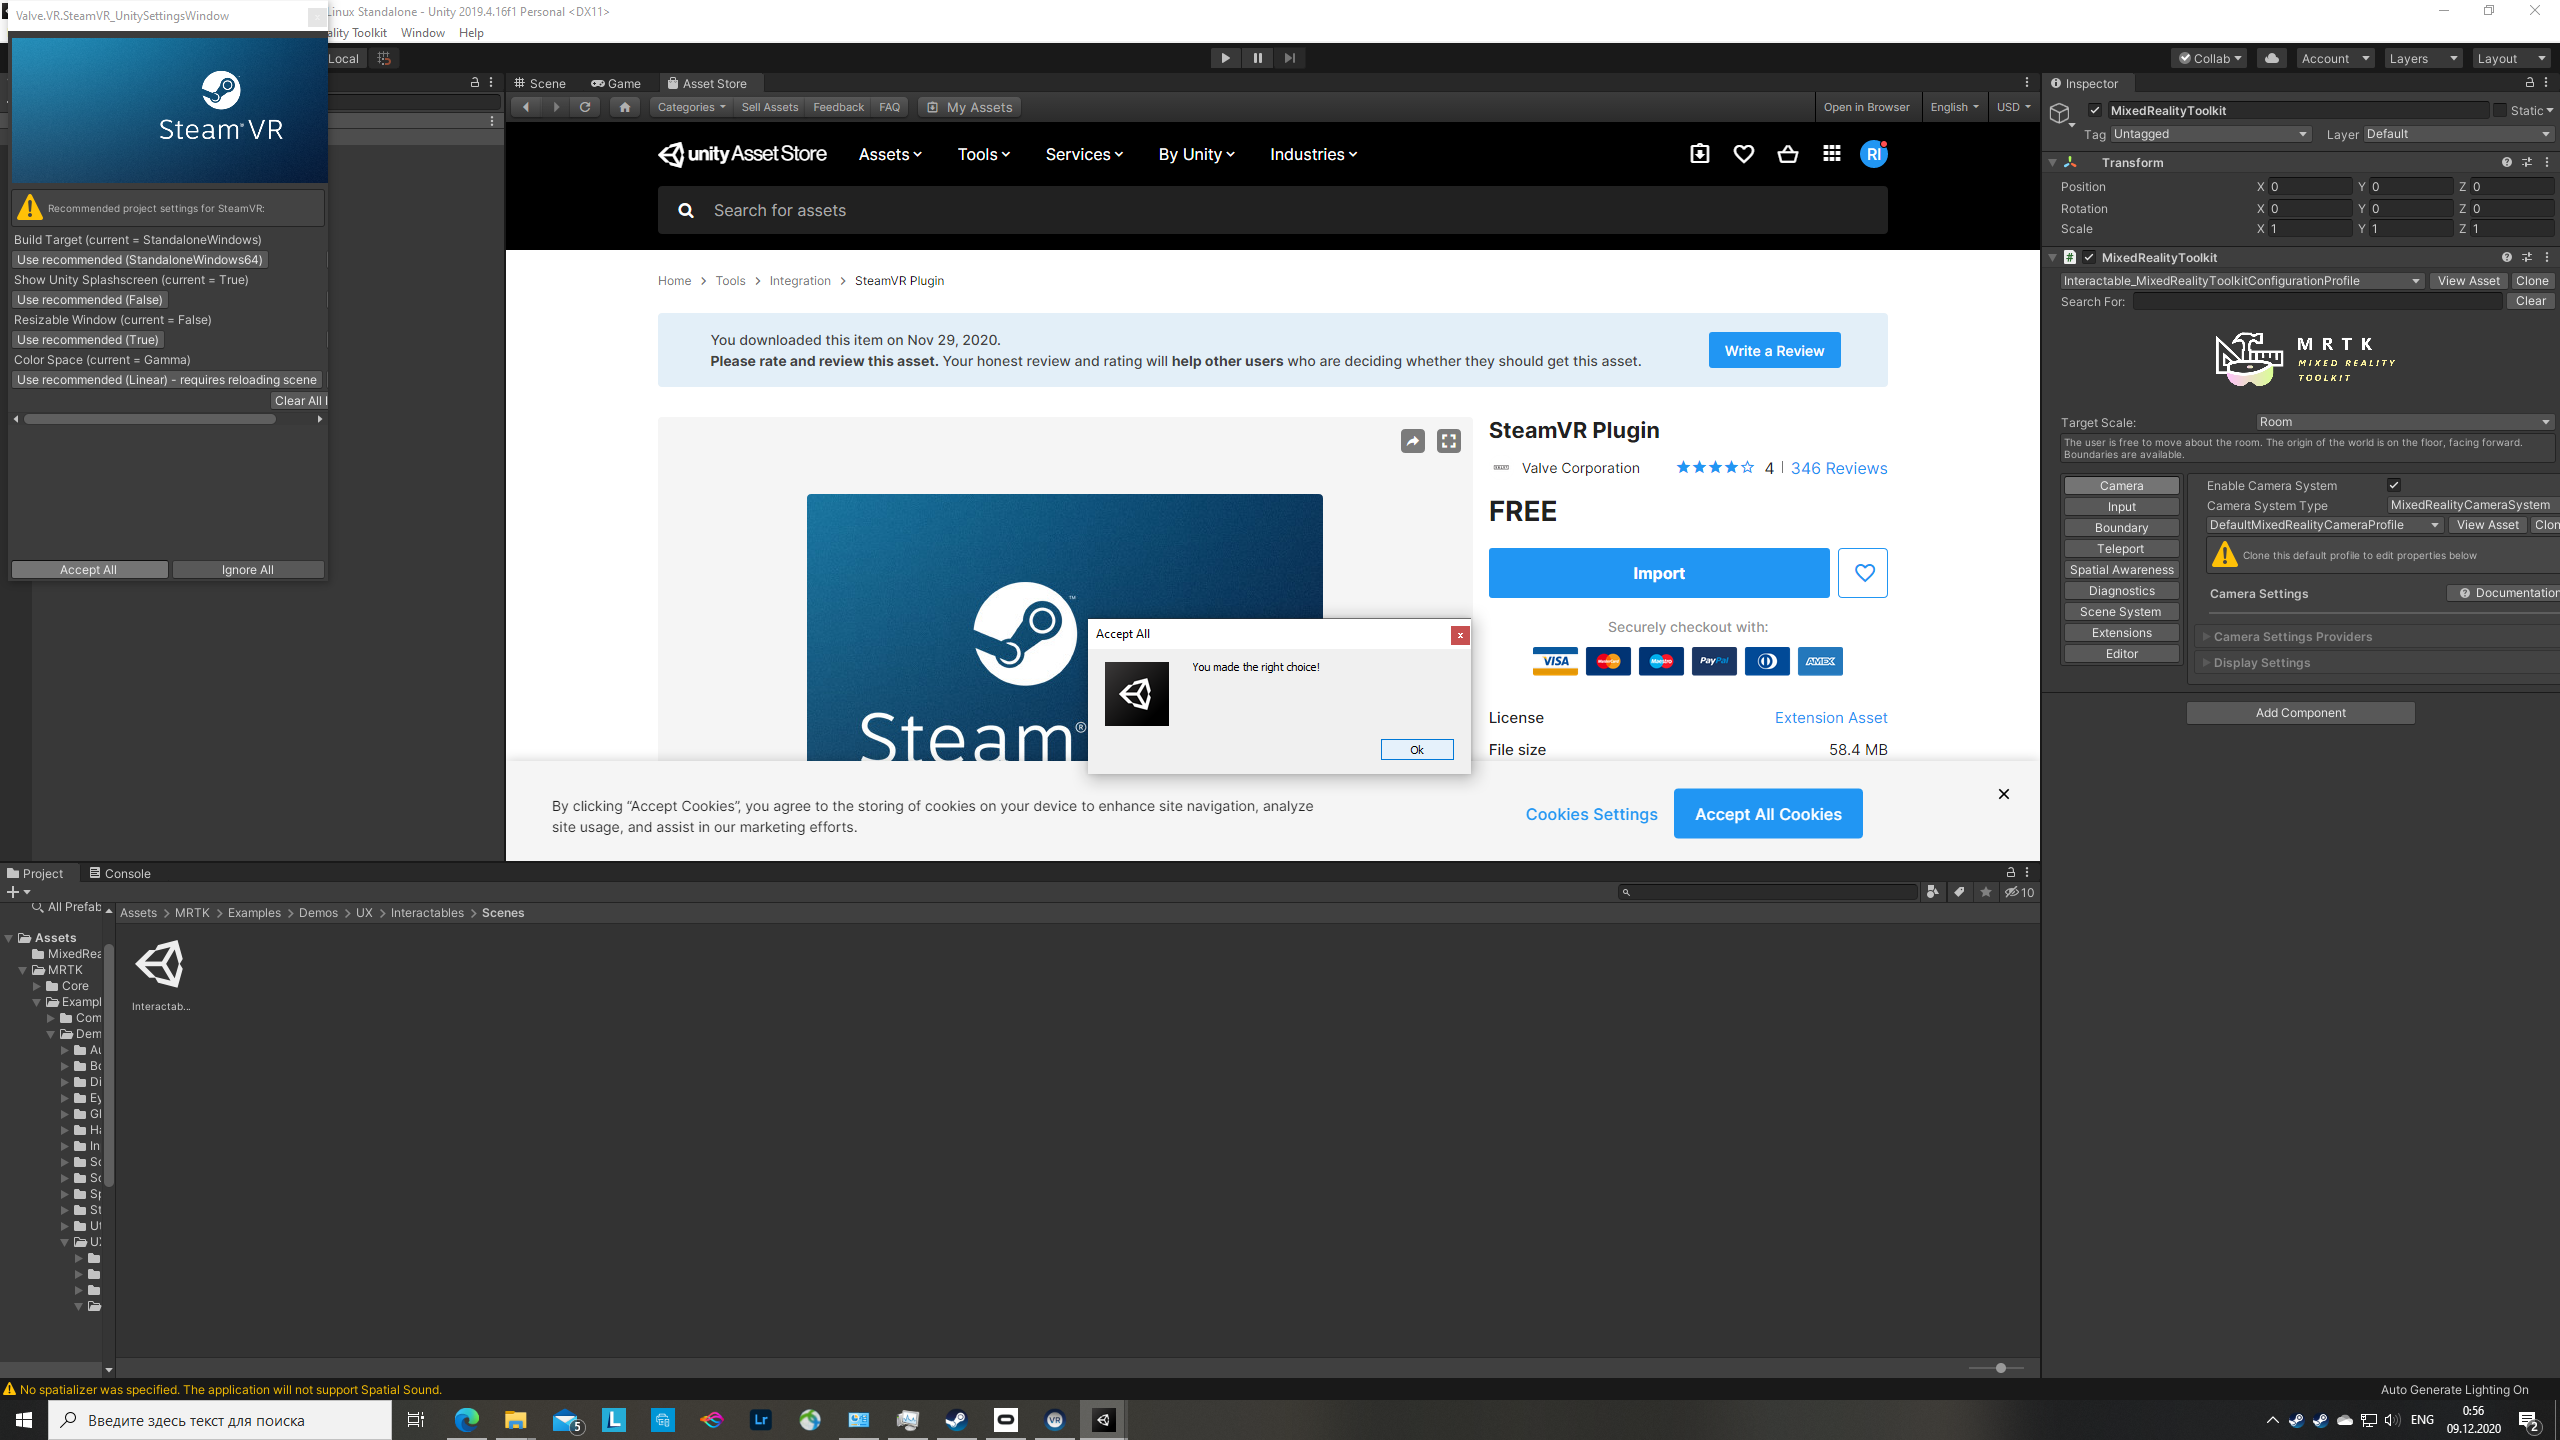 Valve.VR.SteamVR_UnitySettingsWindow
Linux Standalone - Unity 2019.4.16f1 Personal <DX11>
ality Toolkit Window Help
Local
Collab Account Layers Layout
Steam®VR
Recommended project settings for SteamVR:
Build Target (current = StandaloneWindows)
Use recommended (StandaloneWindows64)
Show Unity Splashscreen (current = True)
Use recommended (False)
Resizable Window (current = False)
Use recommended (True)
Color Space (current = Gamma)
Use recommended (Linear) - requires reloading scene
Clear All I
Accept All Ignore All
Scene Game Asset Store
Categories Sell Assets Feedback FAQ My Assets
Open in Browser English USD
unity Asset Store Assets Tools Services By Unity Industries
RI
Search for assets
Home > Tools > Integration > SteamVR Plugin
You downloaded this item on Nov 29, 2020.
Please rate and review this asset. Your honest review and rating will help other users who are deciding whether they should get this asset.
Write a Review
SteamVR Plugin
Valve Corporation 4 | 346 Reviews
FREE
Import
Securely checkout with:
VISA MasterCard Maestro PayPal AMEX
License Extension Asset
File size 58.4 MB
Steam®
Accept All
x
You made the right choice!
Ok
By clicking “Accept Cookies”, you agree to the storing of cookies on your device to enhance site navigation, analyze
site usage, and assist in our marketing efforts.
Cookies Settings
Accept All Cookies
Inspector
MixedRealityToolkit Static
Tag Untagged Layer Default
Transform
Position X 0 Y 0 Z 0
Rotation X 0 Y 0 Z 0
Scale X 1 Y 1 Z 1
MixedRealityToolkit
Interactable_MixedRealityToolkitConfigurationProfile View Asset Clone
Search For: Clear
MRTK
MIXED REALITY
TOOLKIT
Target Scale: Room
The user is free to move about the room. The origin of the world is on the floor, facing forward.
Boundaries are available.
Camera
Input
Boundary
Teleport
Spatial Awareness
Diagnostics
Scene System
Extensions
Editor
Enable Camera System
Camera System Type MixedRealityCameraSystem
DefaultMixedRealityCameraProfile View Asset Clon
Clone this default profile to edit properties below
Camera Settings Documentation
Camera Settings Providers
Display Settings
Add Component
Project Console
10
All Prefab
Assets > MRTK > Examples > Demos > UX > Interactables > Scenes
Assets
MixedRea
MRTK
Core
Exampl
Com
Dem
Au
Bo
Di
Ey
Gl
Ha
In
Sc
Sc
Sp
St
Ut
UX
Interactab...
No spatializer was specified. The application will not support Spatial Sound.
Auto Generate Lighting On
Введите здесь текст для поиска
5
L
Lr
VR
ENG
0:56
09.12.2020
2